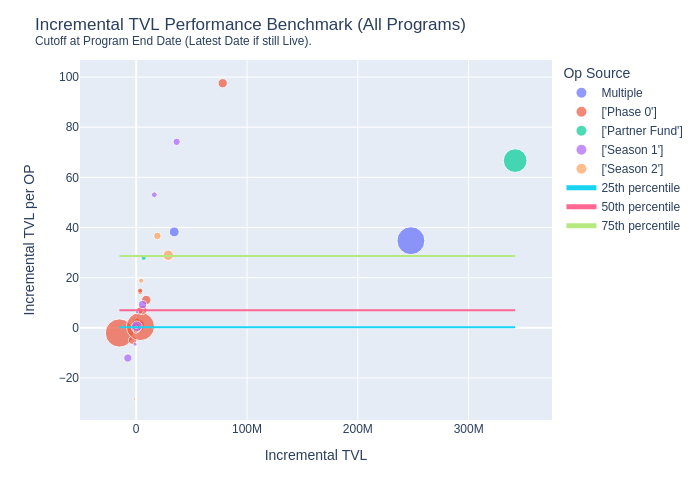 Incremental TVL Performance Benchmark (All Programs)
Cutoff at Program End Date (Latest Date if still Live).
100
80
60
40
20
0
−20
Incremental TVL per OP
0
100M
200M
300M
Incremental TVL
Op Source
Multiple
['Phase 0']
['Partner Fund']
['Season 1']
['Season 2']
25th percentile
50th percentile
75th percentile